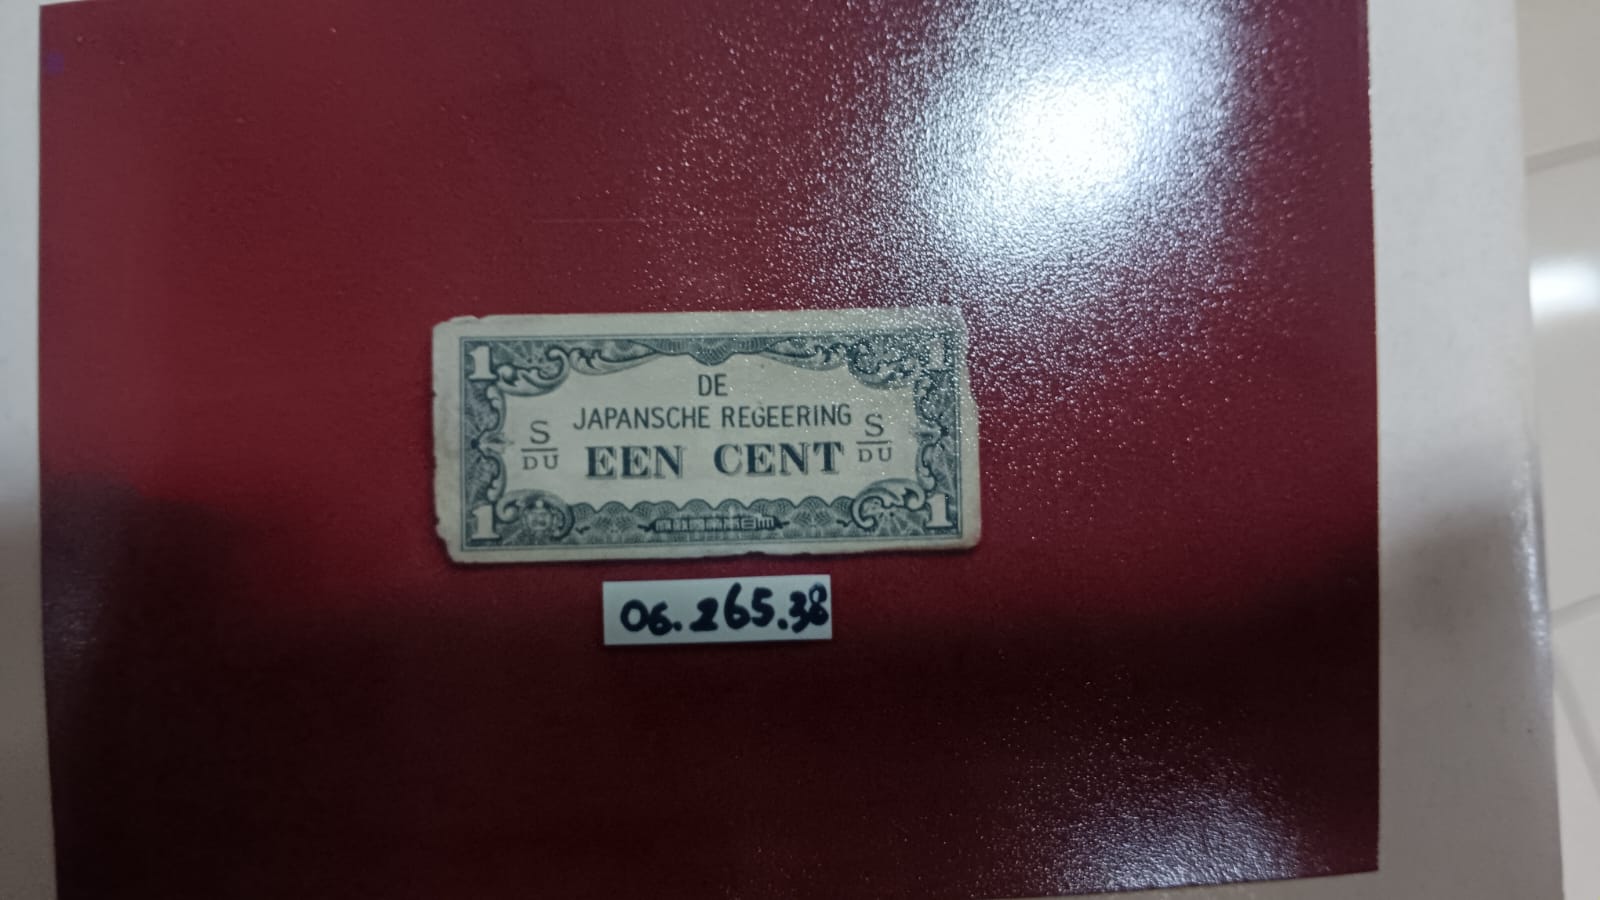 1 1
DE
JAPANSCHE REGEERING
S/DU EEN CENT S/DU
1 1
06.265.38